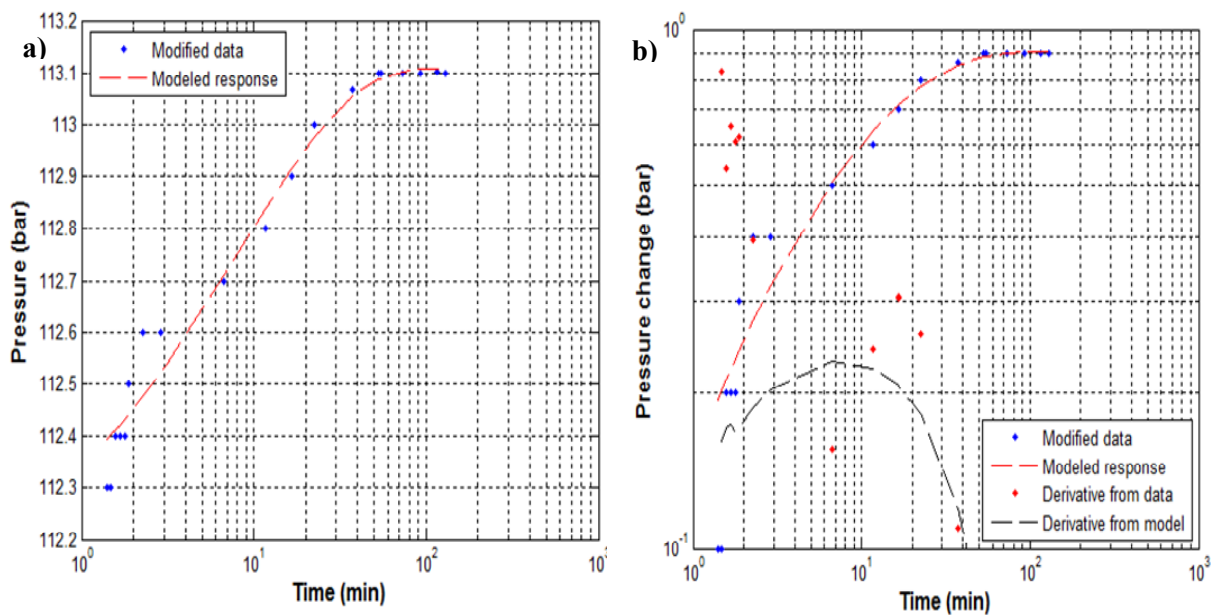 a)
Modified data
Modeled response
113.2
113.1
113
112.9
112.8
112.7
112.6
112.5
112.4
112.3
112.2
Pressure (bar)
10^0
10^1
10^2
10^3
Time (min)
b)
10^0
10^-1
Pressure change (bar)
Modified data
Modeled response
Derivative from data
Derivative from model
10^0
10^1
10^2
10^3
Time (min)